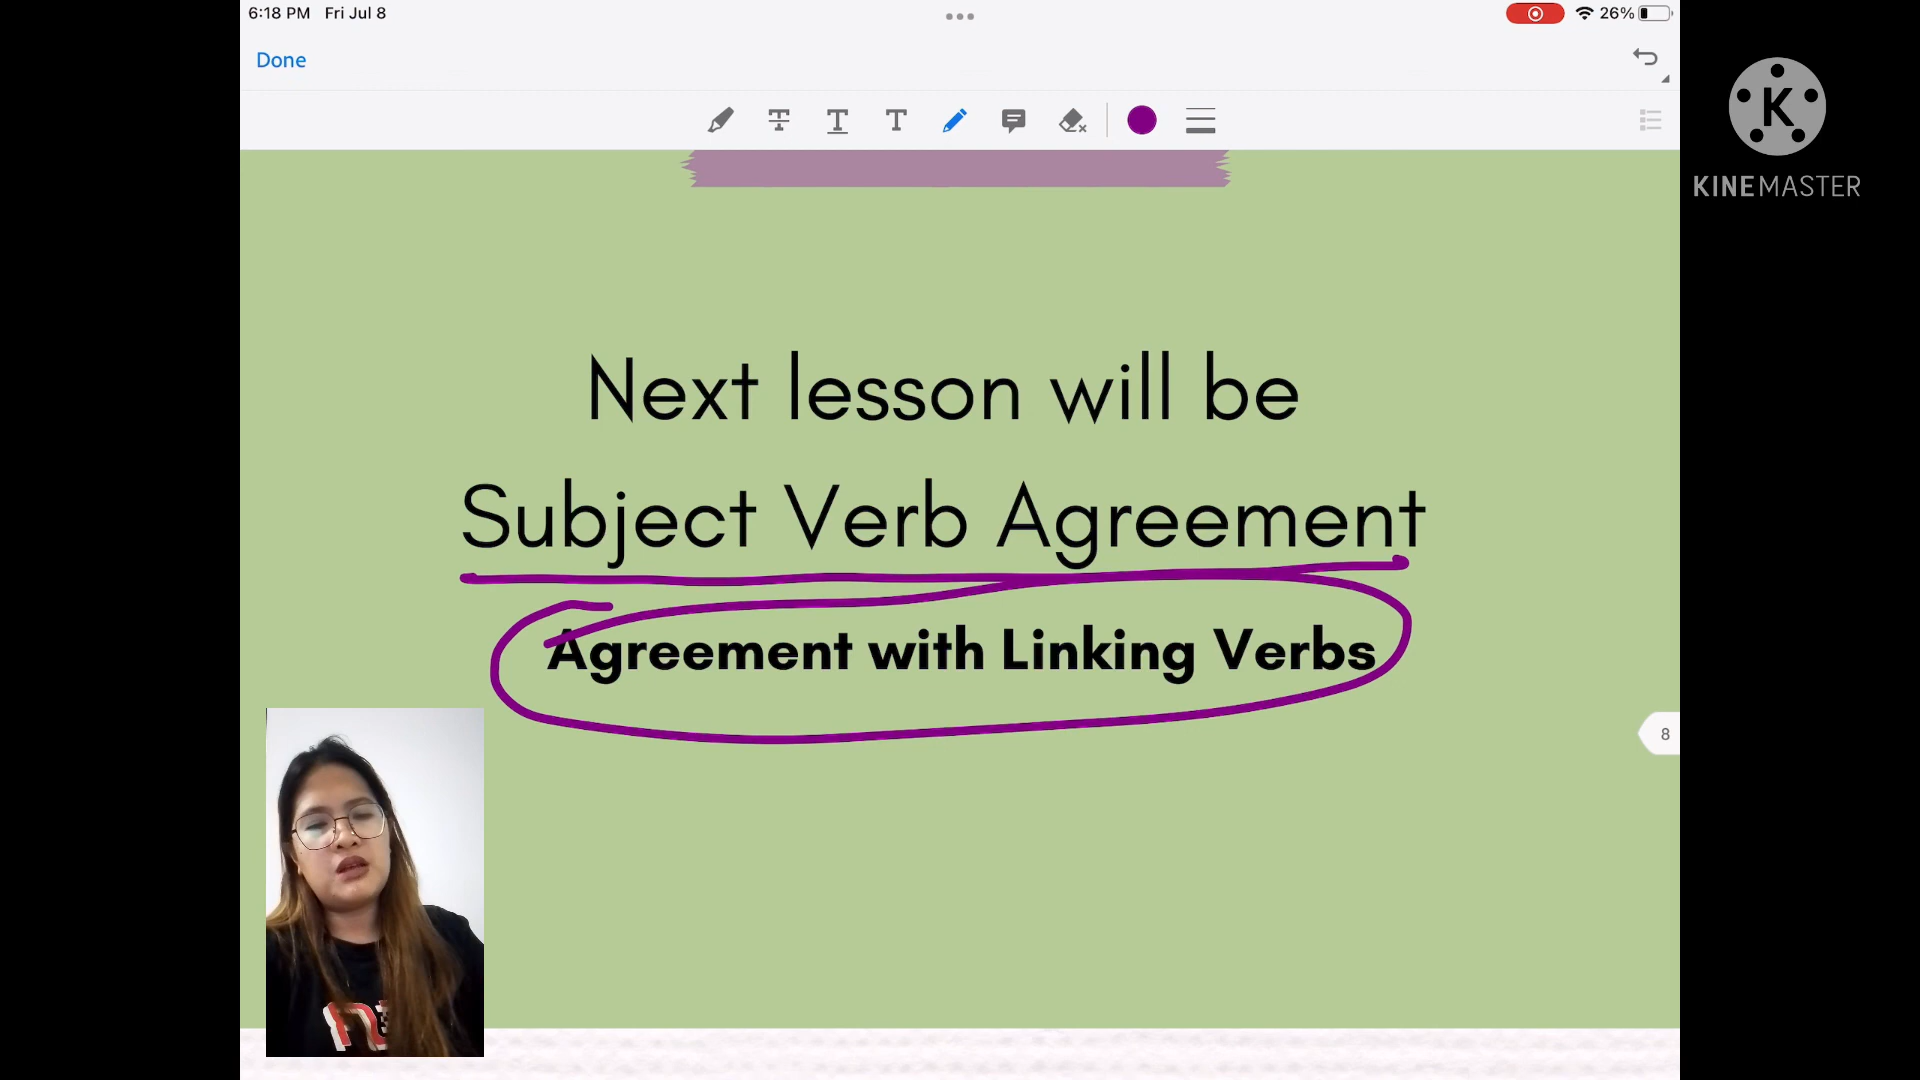 6:18 PM Fri Jul 8
26%
Done
K
KINEMASTER
Next lesson will be
Subject Verb Agreement
Agreement with Linking Verbs
8